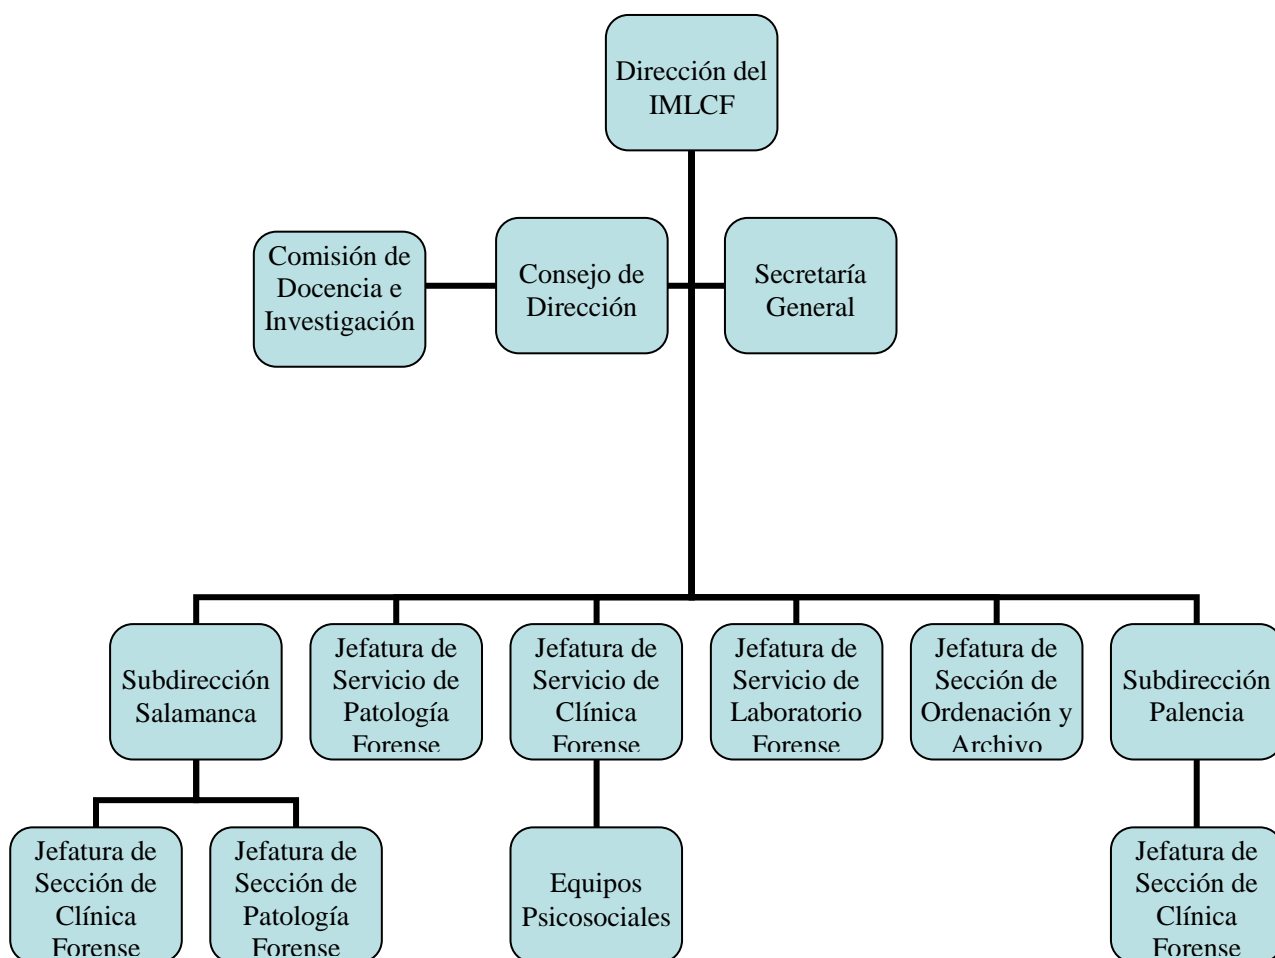 Dirección del
IMLCF
Comisión de
Docencia e
Investigación
Consejo de
Dirección
Secretaría
General
Subdirección
Salamanca
Jefatura de
Servicio de
Patología
Forense
Jefatura de
Servicio de
Clínica
Forense
Jefatura de
Servicio de
Laboratorio
Forense
Jefatura de
Sección de
Ordenación y
Archivo
Subdirección
Palencia
Jefatura de
Sección de
Clínica
Forense
Jefatura de
Sección de
Patología
Forense
Equipos
Psicosociales
Jefatura de
Sección de
Clínica
Forense